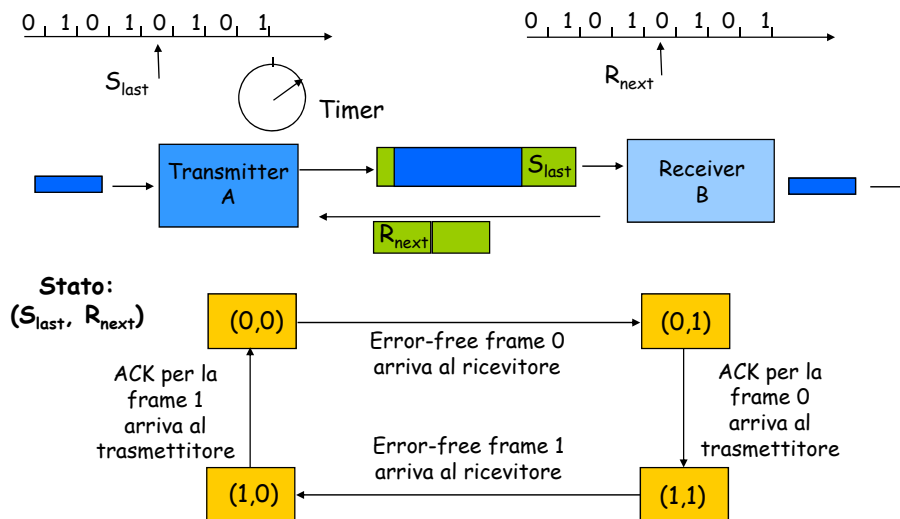 0 1 0 1 0 1 0 1
0 1 0 1 0 1 0 1
Slast
Rnext
Timer
Transmitter
A
Slast
Receiver
B
Rnext
Stato:
(Slast, Rnext)
(0,0)
(0,1)
Error-free frame 0
arriva al ricevitore
ACK per la
frame 1
arriva al
trasmettitore
ACK per la
frame 0
arriva al
trasmettitore
Error-free frame 1
arriva al ricevitore
(1,0)
(1,1)